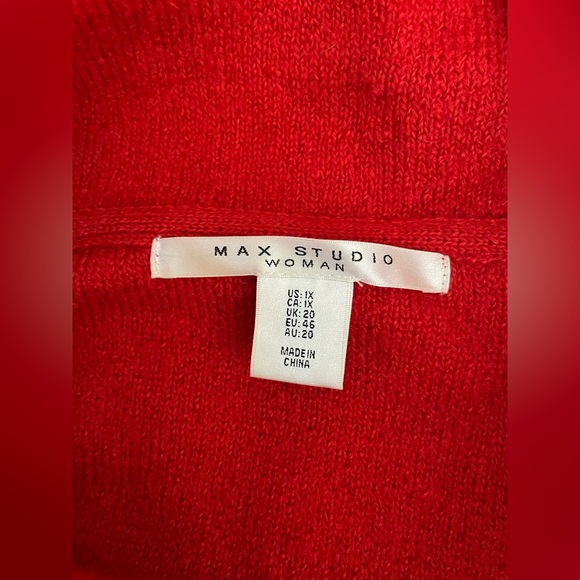 MAX STUDIO
WOMAN
US: 1X
CA: 1X
UK: 20
EU: 46
AU: 20
MADE IN
CHINA